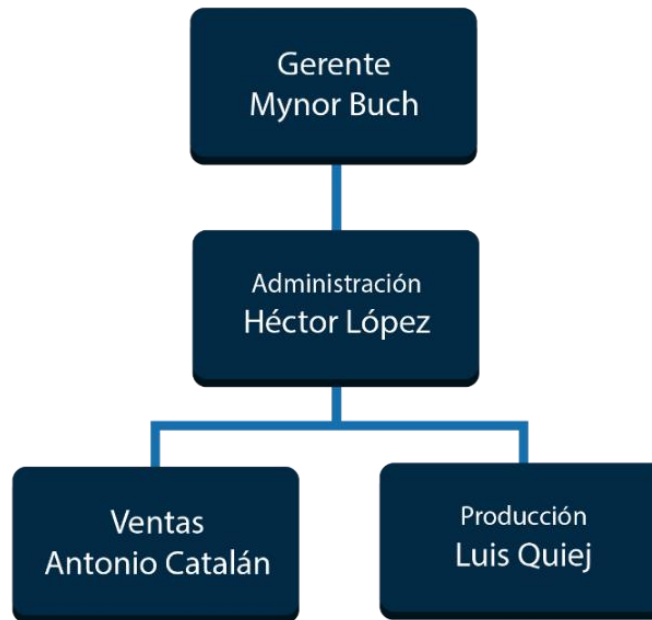 Gerente
Mynor Buch
Administración
Héctor López
Ventas
Antonio Catalán
Producción
Luis Quiej